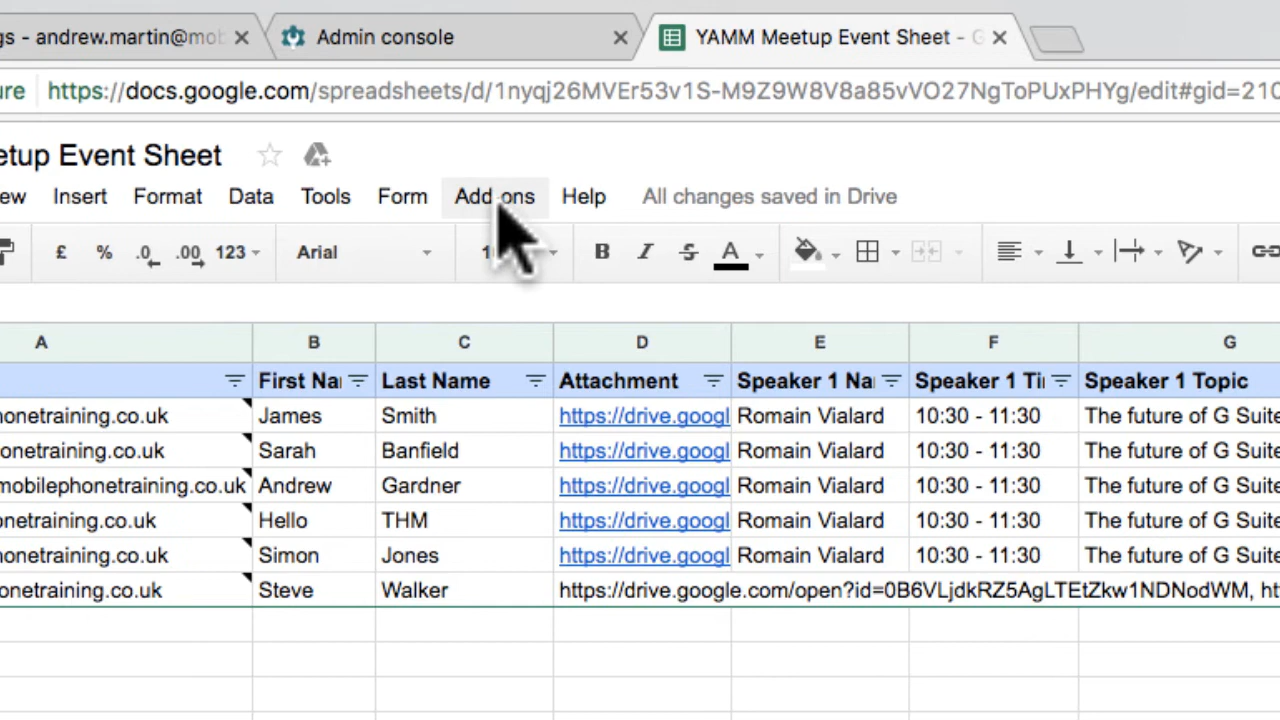 gs - andrew.martin@mob Admin console YAMM Meetup Event Sheet - G
ure https://docs.google.com/spreadsheets/d/1nyqj26MVEr53v1S-M9Z9W8V8a85vVO27NgToPUxPHYg/edit#gid=210
etup Event Sheet
ew Insert Format Data Tools Form Add-ons Help All changes saved in Drive
£ % .0 .00 123 Arial B I S A
A B C D E F G
First Na Last Name Attachment Speaker 1 Na Speaker 1 Ti Speaker 1 Topic
honetraining.co.uk James Smith https://drive.googl Romain Vialard 10:30 - 11:30 The future of G Suite
onetraining.co.uk Sarah Banfield https://drive.googl Romain Vialard 10:30 - 11:30 The future of G Suite
mobilephonetraining.co.uk Andrew Gardner https://drive.googl Romain Vialard 10:30 - 11:30 The future of G Suite
onetraining.co.uk Hello THM https://drive.googl Romain Vialard 10:30 - 11:30 The future of G Suite
honetraining.co.uk Simon Jones https://drive.googl Romain Vialard 10:30 - 11:30 The future of G Suite
onetraining.co.uk Steve Walker https://drive.google.com/open?id=0B6VLjdkRZ5AgLTEtZkw1NDNodWM, ht